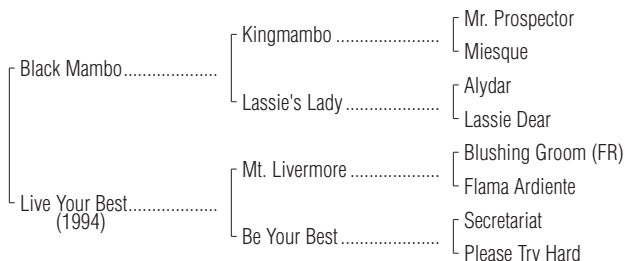 Mr. Prospector
Kingmambo ......................
Miesque
Black Mambo....................
Alydar
Lassie's Lady ....................
Lassie Dear
Blushing Groom (FR)
Mt. Livermore ....................
Flama Ardiente
Live Your Best...................
(1994)
Secretariat
Be Your Best .....................
Please Try Hard